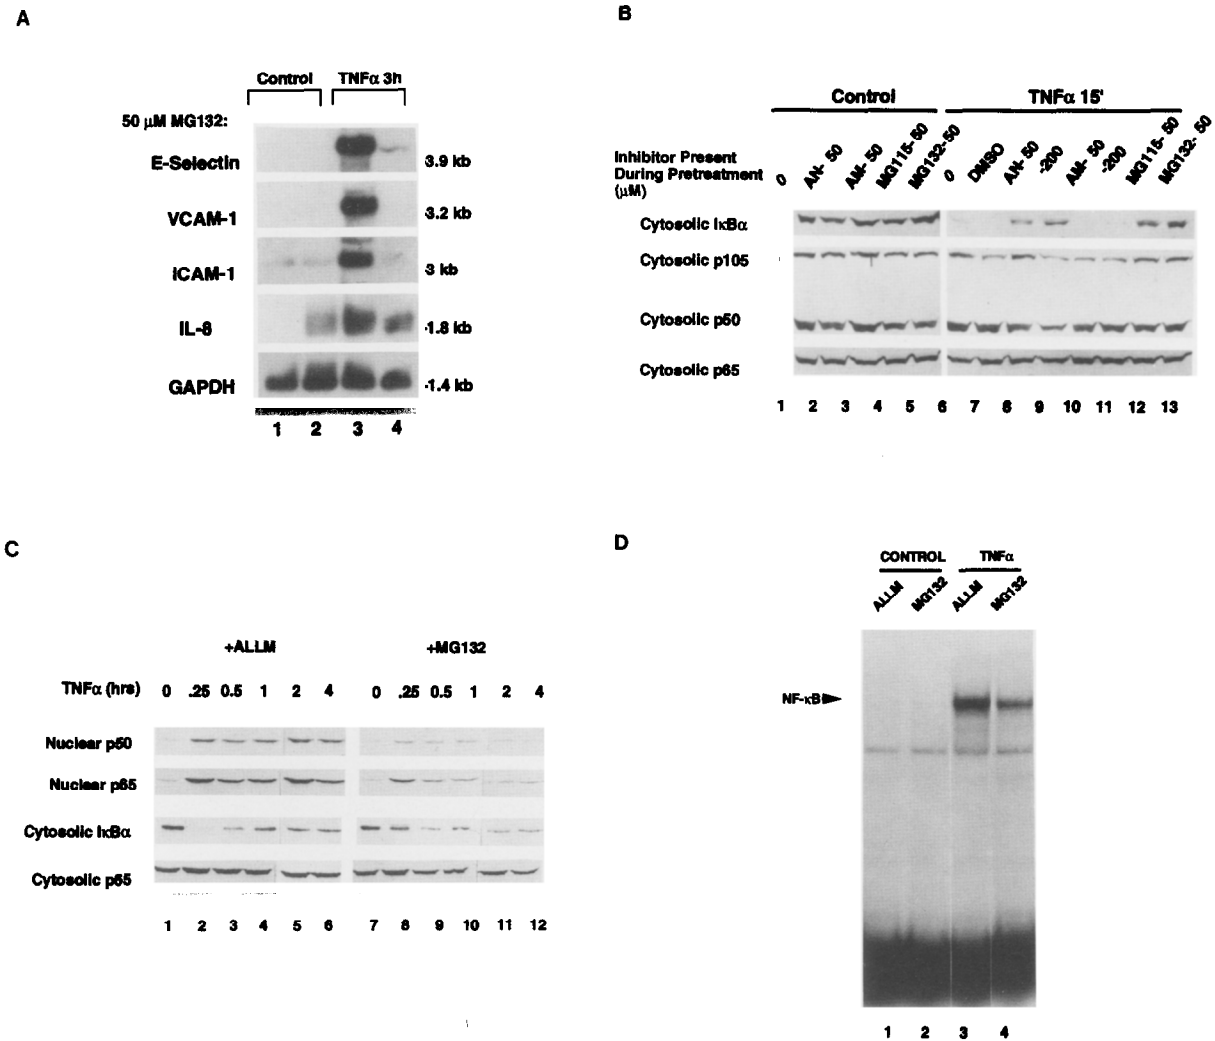 A
Control TNFα 3h
50 μM MG132:
E-Selectin 3.9 kb
VCAM-1 3.2 kb
ICAM-1 3 kb
IL-8 1.8 kb
GAPDH 1.4 kb
1 2 3 4
B
Control TNFα 15'
Inhibitor Present
During Pretreatment
(μM)
0 AN- 50 AM- 50 MG115- 50 MG132- 50 0 DMSO AN- 50 -200 AM- 50 -200 MG115- 50 MG132- 50
Cytosolic IκBα
Cytosolic p105
Cytosolic p50
Cytosolic p65
1 2 3 4 5 6 7 8 9 10 11 12 13
C
+ALLM +MG132
TNFα (hrs) 0 .25 0.5 1 2 4 0 .25 0.5 1 2 4
Nuclear p50
Nuclear p65
Cytosolic IκBα
Cytosolic p65
1 2 3 4 5 6 7 8 9 10 11 12
D
CONTROL TNFα
ALLM MG132 ALLM MG132
NF-κB
1 2 3 4